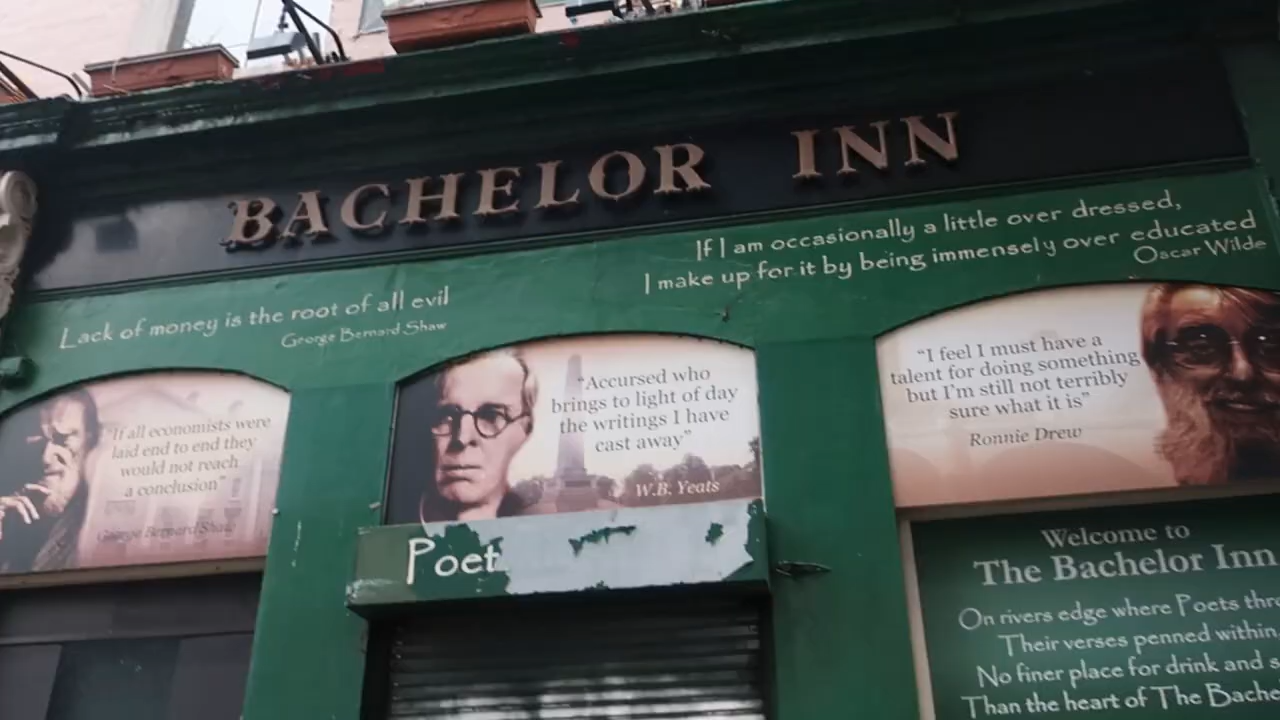 BACHELOR INN
If I am occasionally a little over dressed,
I make up for it by being immensely over educated
Oscar Wilde
Lack of money is the root of all evil
George Bernard Shaw
"If all economists were
laid end to end they
would not reach
a conclusion"
George Bernard Shaw
"Accursed who
brings to light of day
the writings I have
cast away"
W.B. Yeats
"I feel I must have a
talent for doing something
but I'm still not terribly
sure what it is"
Ronnie Drew
Poet
Welcome to
The Bachelor Inn
On rivers edge where Poets
Their verses penned within
No finer place for drink and
Than the heart of The